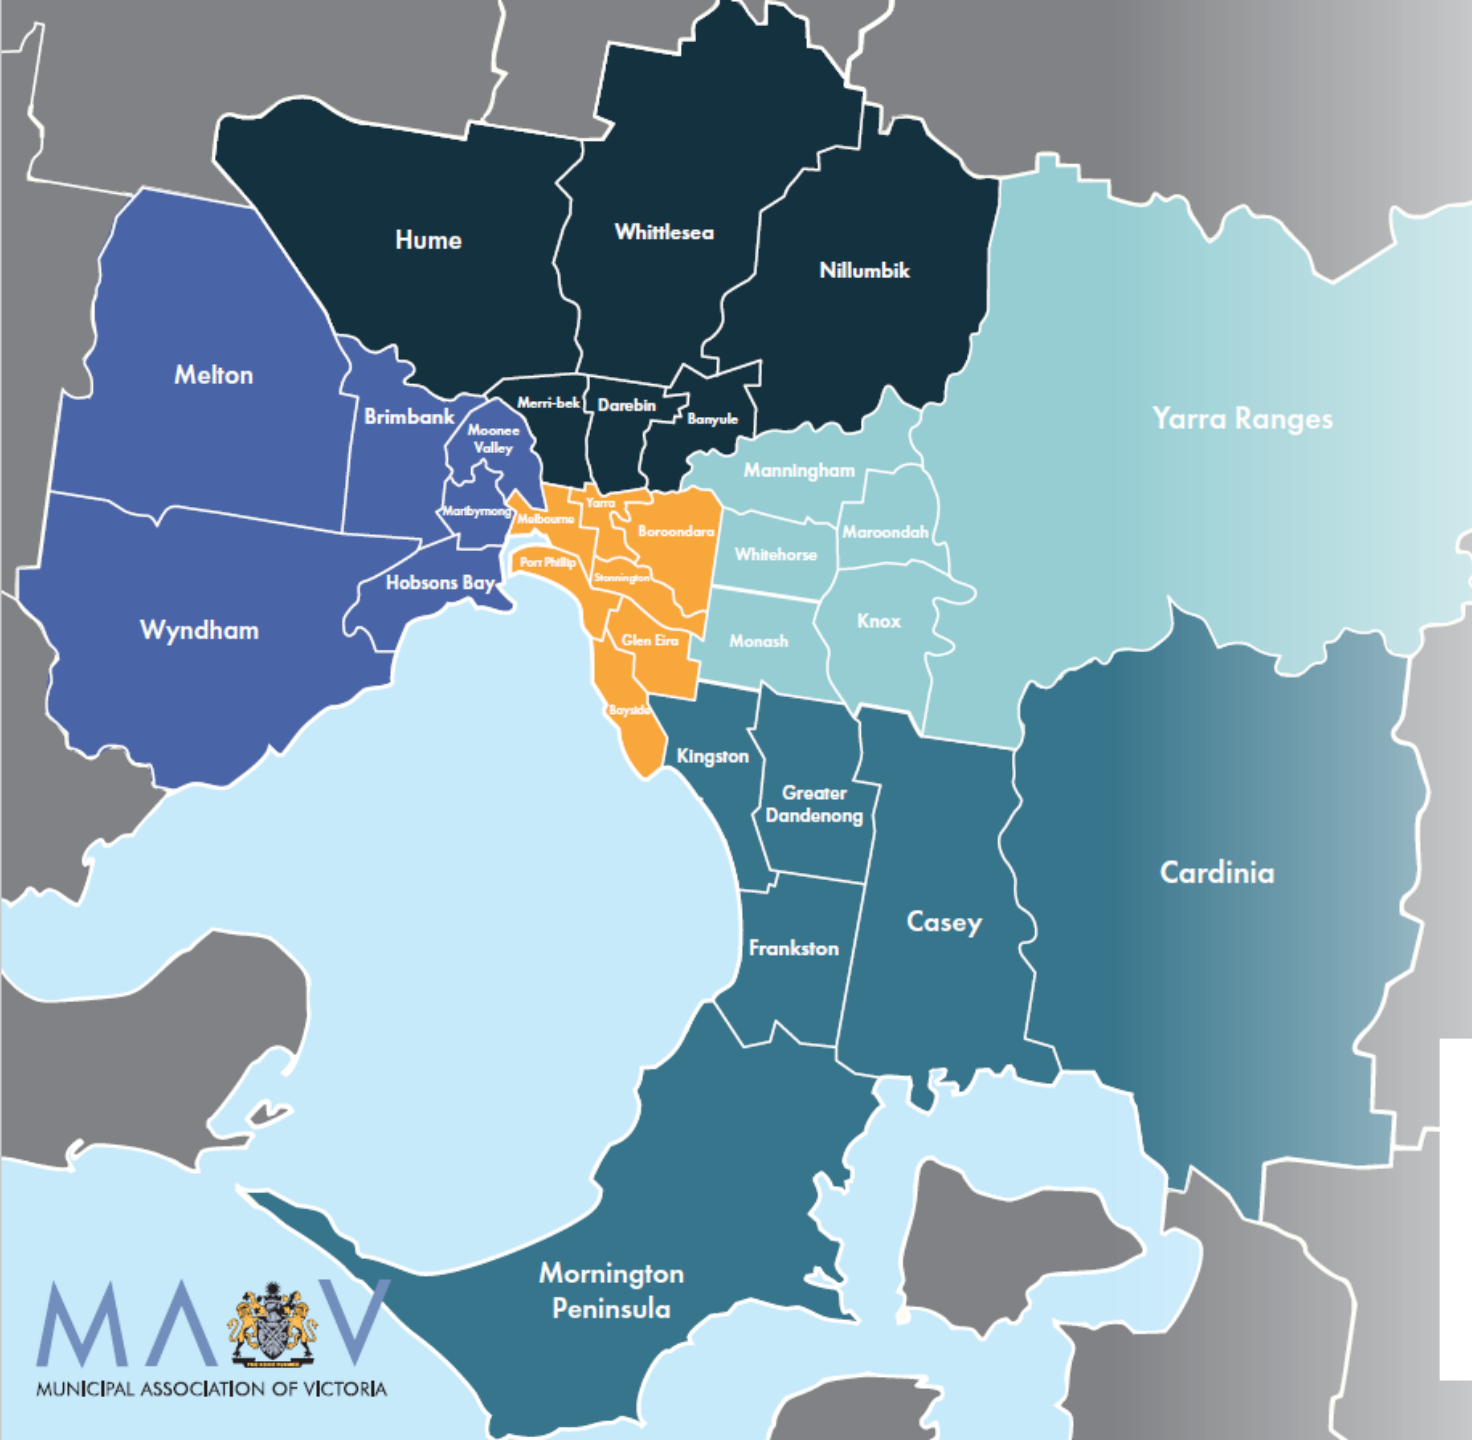 Hume
Whittlesea
Nillumbik
Melton
Brimbank
Merri-bek
Darebin
Banyule
Moonee
Valley
Yarra Ranges
Manningham
Maribyrnong
Melbourne
Yarra
Boroondara
Whitehorse
Maroondah
Port Phillip
Stonnington
Hobsons Bay
Wyndham
Glen Eira
Monash
Knox
Bayside
Kingston
Greater
Dandenong
Cardinia
Casey
Frankston
Mornington
Peninsula
MAV
MUNICIPAL ASSOCIATION OF VICTORIA